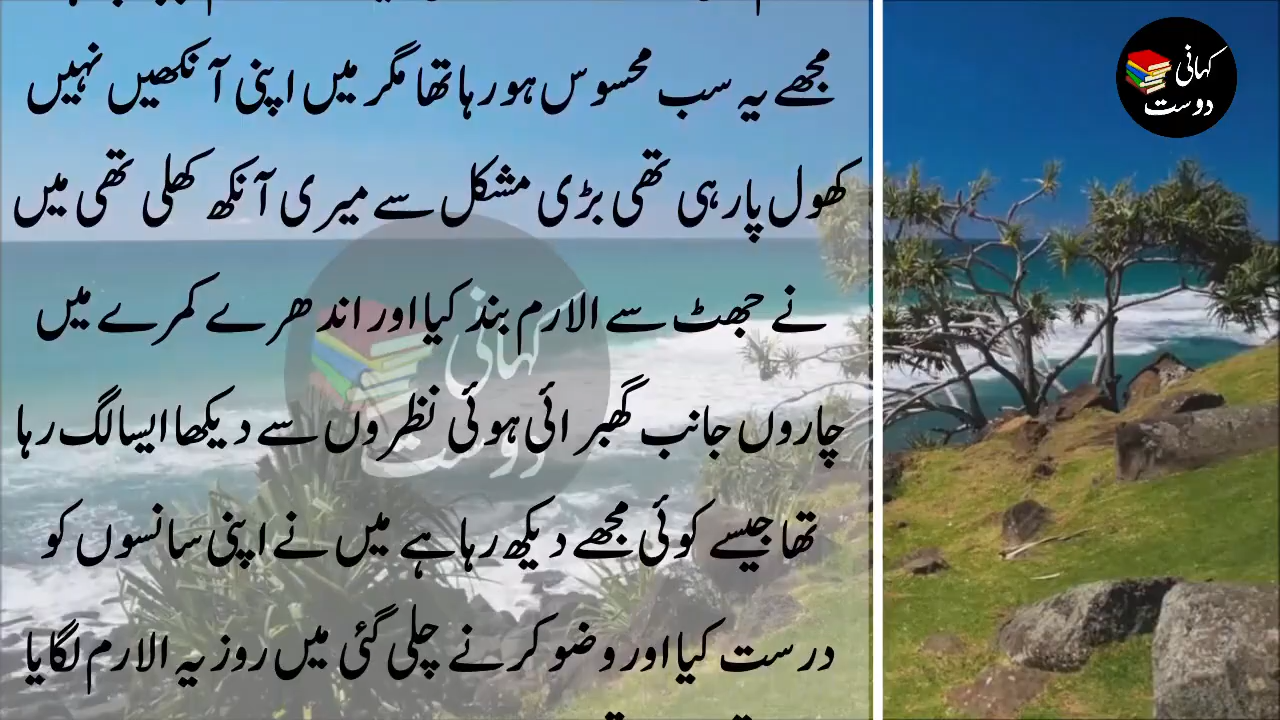 مجھے یہ سب محسوس ہو رہا تھا مگر میں اپنی آنکھیں نہیں
کھول پا رہی تھی بڑی مشکل سے میری آنکھ کھلی تھی میں
نے جھٹ سے الارم بند کیا اور اندھرے کمرے میں
چاروں جانب گھبرائی ہوئی نظروں سے دیکھا ایسا لگ رہا
تھا جیسے کوئی مجھے دیکھ رہا ہے میں نے اپنی سانسوں کو
درست کیا اور وضو کرنے چلی گئی میں روز یہ الارم لگایا
کہانی
دوست
کہانی
دوست